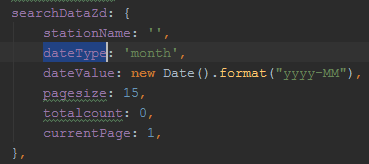 searchDataZd: {
stationName: '',
dateType: 'month',
dateValue: new Date().format("yyyy-MM"),
pagesize: 15,
totalcount: 0,
currentPage: 1,
},